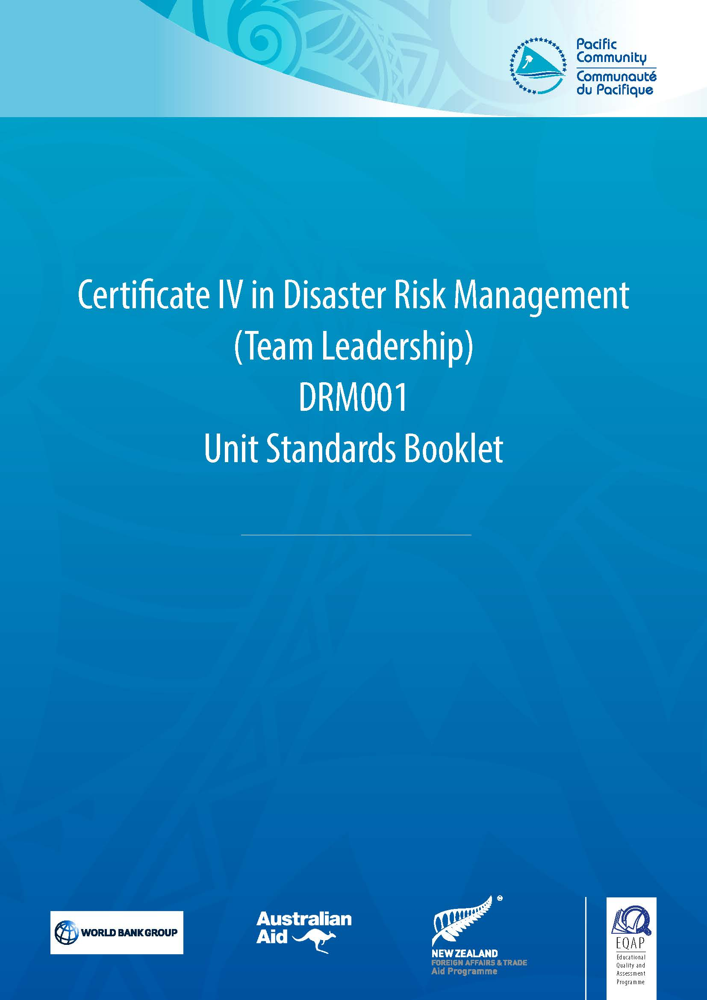 Pacific
Community
Communauté
du Pacifique
Certificate IV in Disaster Risk Management
(Team Leadership)
DRM001
Unit Standards Booklet
WORLD BANK GROUP
Australian
Aid
®
NEW ZEALAND
FOREIGN AFFAIRS & TRADE
Aid Programme
EQAP
Educational
Quality and
Assessment
Programme